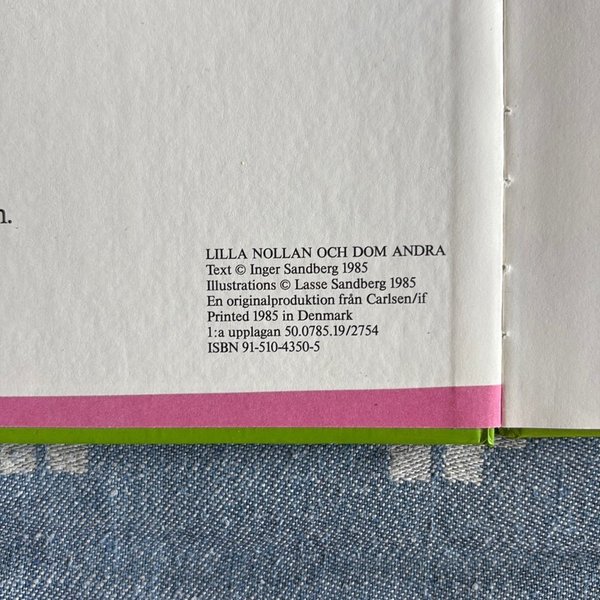 n.
LILLA NOLLAN OCH DOM ANDRA
Text © Inger Sandberg 1985
Illustrations © Lasse Sandberg 1985
En originalproduktion från Carlsen/if
Printed 1985 in Denmark
1:a upplagan 50.0785.19/2754
ISBN 91-510-4350-5